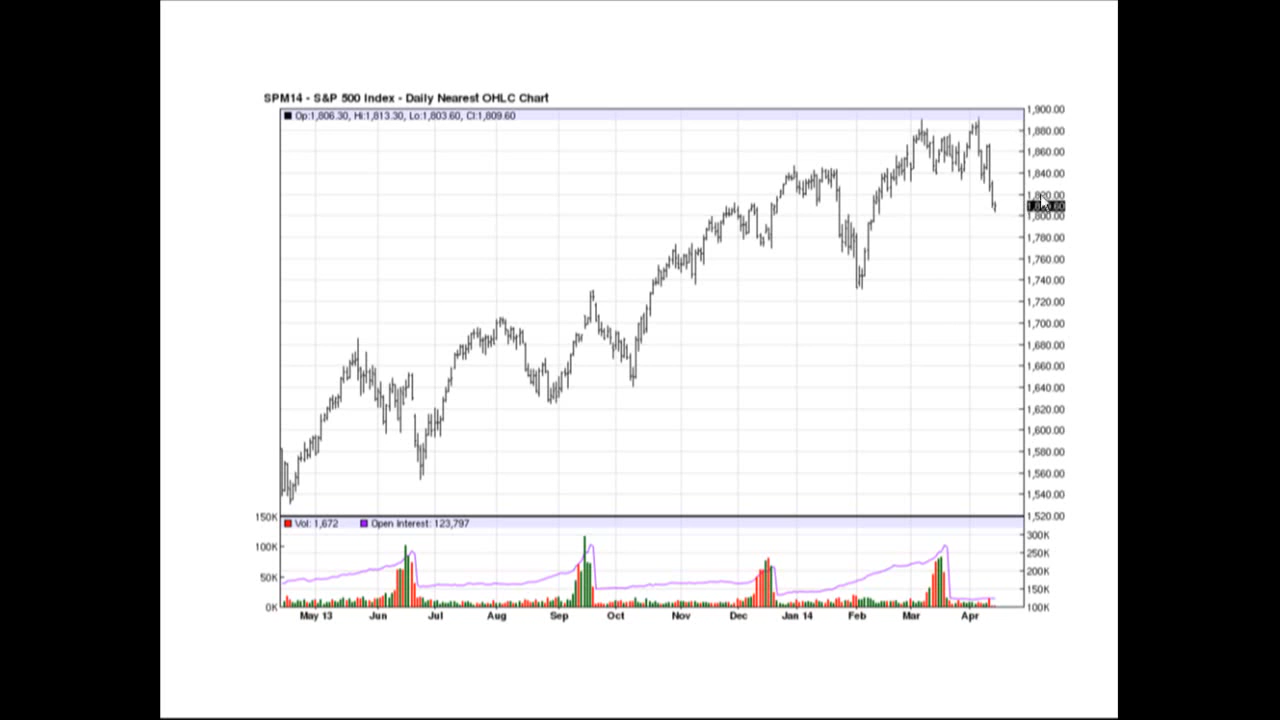 SPM14 - S&P 500 Index - Daily Nearest OHLC Chart
Op:1,806.30, Hi:1,813.30, Lo:1,803.60, Cl:1,809.60
1,900.00
1,880.00
1,860.00
1,840.00
1,820.00
1,800.00
1,780.00
1,760.00
1,740.00
1,720.00
1,700.00
1,680.00
1,660.00
1,640.00
1,620.00
1,600.00
1,580.00
1,560.00
1,540.00
1,520.00
Vol: 1,672 Open Interest: 123,797
150K
100K
50K
0K
300K
250K
200K
150K
100K
May 13 Jun Jul Aug Sep Oct Nov Dec Jan 14 Feb Mar Apr